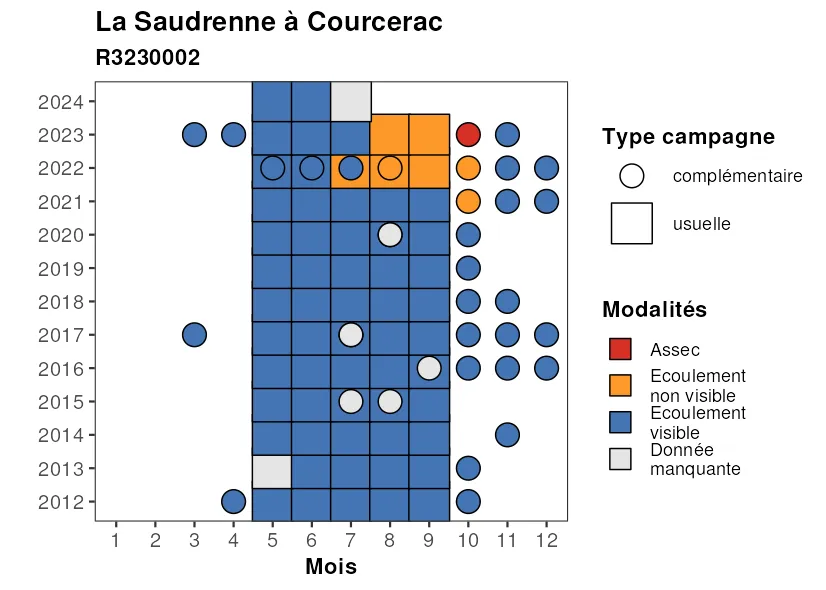 La Saudrenne à Courcerac
R3230002
2024
2023
2022
2021
2020
2019
2018
2017
2016
2015
2014
2013
2012
1 2 3 4 5 6 7 8 9 10 11 12
Mois
Type campagne
complémentaire
usuelle
Modalités
Assec
Ecoulement
non visible
Ecoulement
visible
Donnée
manquante